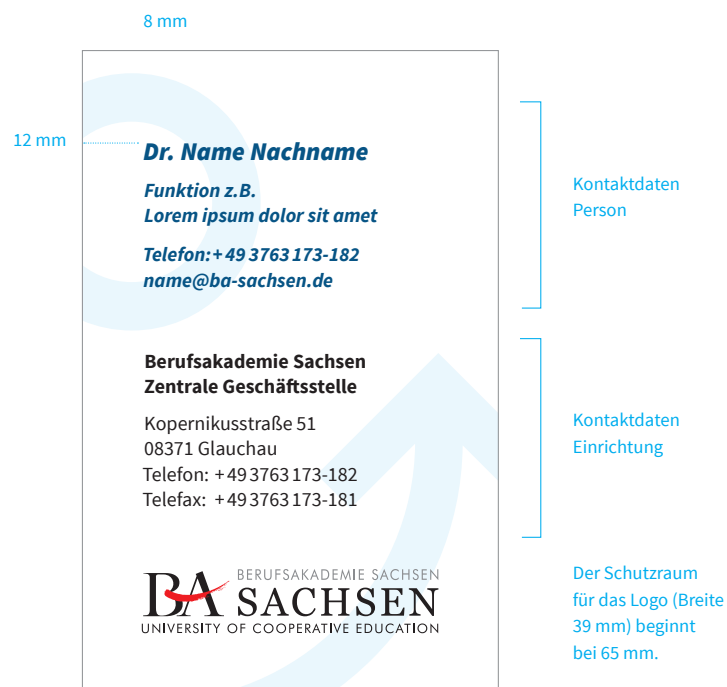 8 mm
12 mm
Dr. Name Nachname
Funktion z.B.
Lorem ipsum dolor sit amet
Telefon: + 49 3763 173-182
name@ba-sachsen.de
Kontaktdaten
Person
Berufsakademie Sachsen
Zentrale Geschäftsstelle
Kopernikusstraße 51
08371 Glauchau
Telefon: + 49 3763 173-182
Telefax: + 49 3763 173-181
Kontaktdaten
Einrichtung
BA BERUFSAKADEMIE SACHSEN
SACHSEN
UNIVERSITY OF COOPERATIVE EDUCATION
Der Schutzraum
für das Logo (Breite
39 mm) beginnt
bei 65 mm.